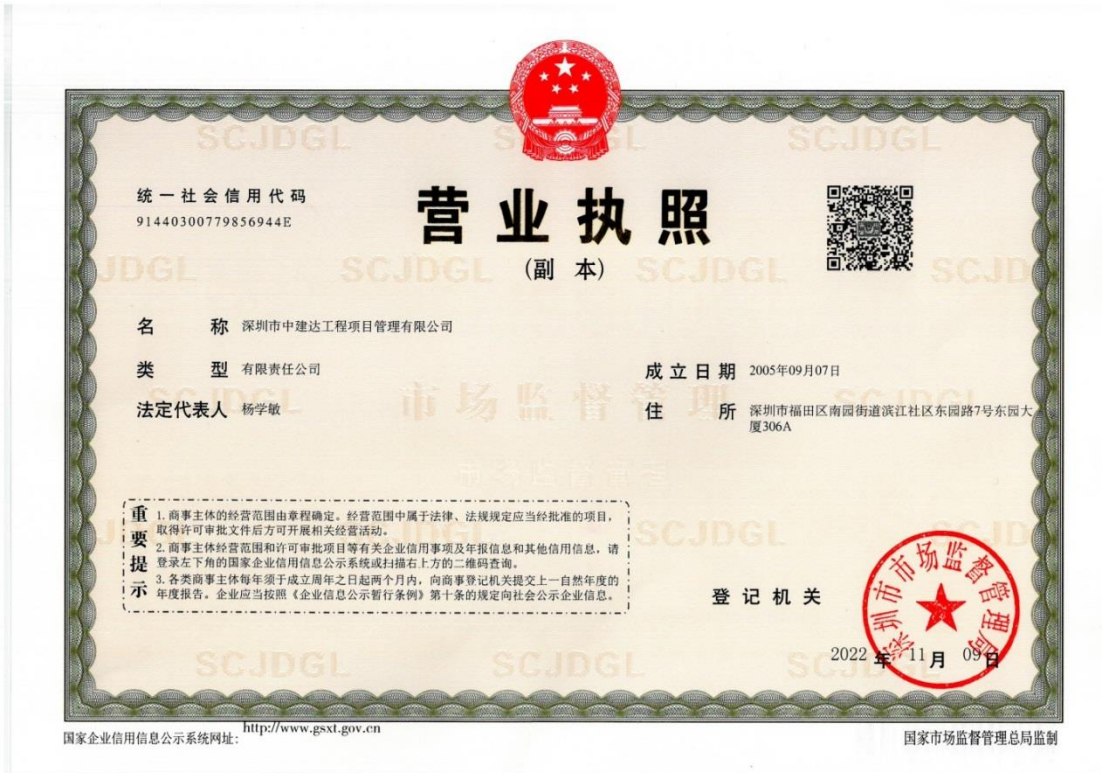 SCJDGL SCJDGL SCJDGL
统一社会信用代码
91440300779856944E
营业执照
(副 本)
JDGL SCJDGL SCJDGL SCJD
名 称 深圳市中建达工程项目管理有限公司
类 型 有限责任公司
成立日期 2005年09月07日
法定代表人 杨学敏
住 所 深圳市福田区南园街道滨江社区东园路7号东园大
厦306A
市场监督管理
重要提示
1. 商事主体的经营范围由章程确定。经营范围中属于法律、法规规定应当经批准的项目,
取得许可审批文件后方可开展相关经营活动。
2. 商事主体经营范围和许可审批项目等有关企业信用事项及年报信息和其他信用信息,请
登录左下角的国家企业信用信息公示系统或扫描右上方的二维码查询。
3. 各类商事主体每年须于成立周年之日起两个月内,向商事登记机关提交上一自然年度的
年度报告。企业应当按照《企业信息公示暂行条例》第十条的规定向社会公示企业信息。
登记机关
深圳市市场监督管理局
2022 年 11 月 09 日
SCJDGL SCJDGL
国家企业信用信息公示系统网址: http://www.gsxt.gov.cn
国家市场监督管理总局监制